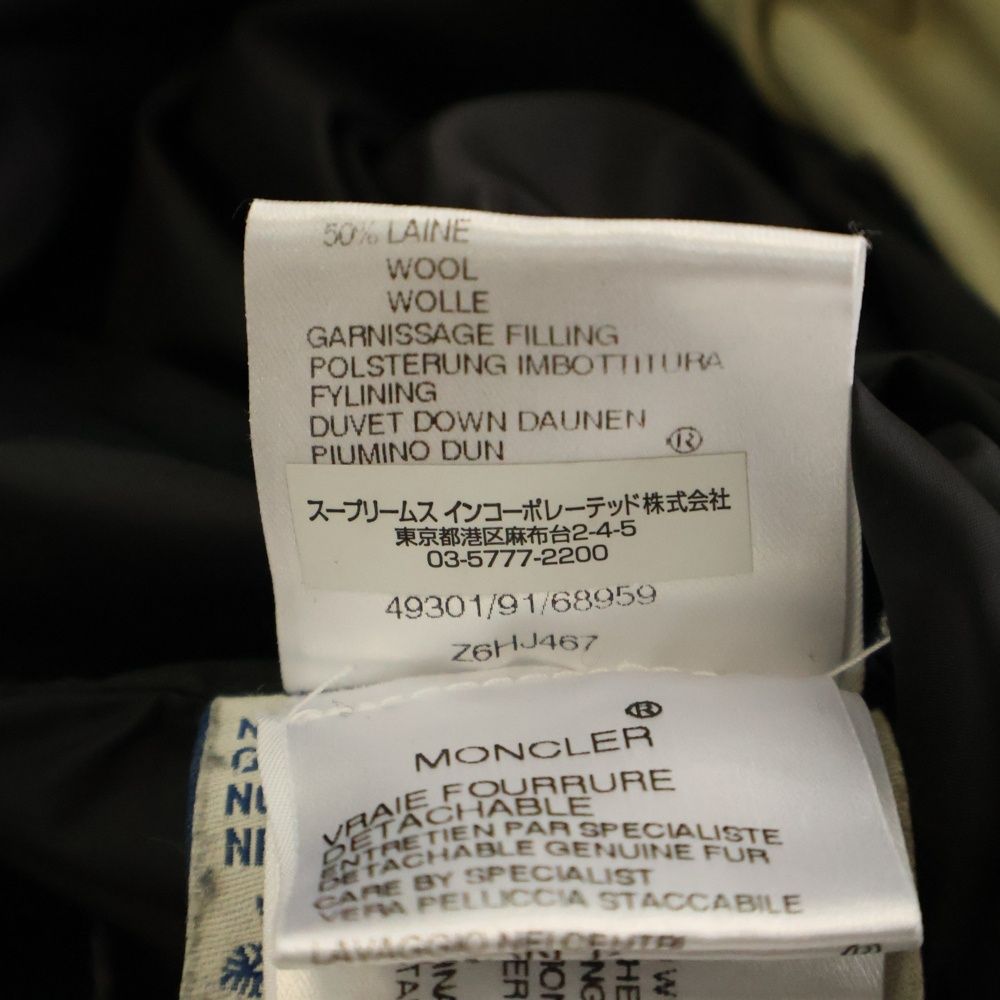 50% LAINE
WOOL
WOLLE
GARNISSAGE FILLING
POLSTERUNG IMBOTTITURA
FYLINING
DUVET DOWN DAUNEN
PIUMINO DUN ®
スープリームス インコーポレーテッド株式会社
東京都港区麻布台2-4-5
03-5777-2200
49301/91/68959
Z6HJ467
MONCLER®
VRAIE FOURRURE
DETACHABLE
ENTRETIEN PAR SPECIALISTE
DETACHABLE GENUINE FUR
CARE BY SPECIALIST
VERA PELLICCIA STACCABILE
LAVAGGIO NEI CENTRI